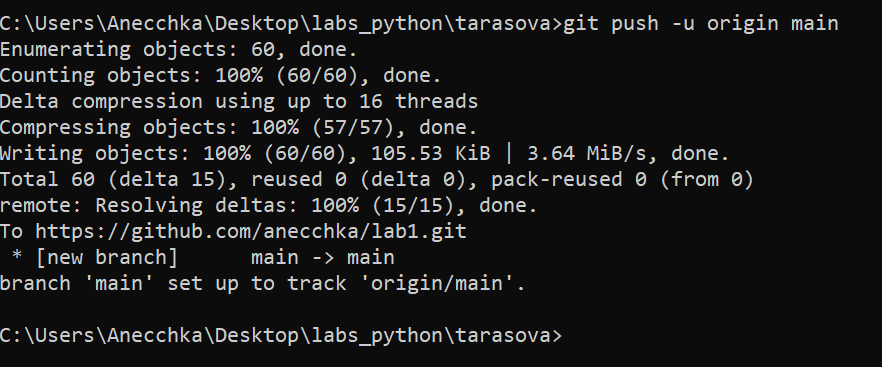 C:\Users\Anecchka\Desktop\labs_python\tarasova>git push -u origin main
Enumerating objects: 60, done.
Counting objects: 100% (60/60), done.
Delta compression using up to 16 threads
Compressing objects: 100% (57/57), done.
Writing objects: 100% (60/60), 105.53 KiB | 3.64 MiB/s, done.
Total 60 (delta 15), reused 0 (delta 0), pack-reused 0 (from 0)
remote: Resolving deltas: 100% (15/15), done.
To https://github.com/anecchka/lab1.git
 * [new branch]      main -> main
branch 'main' set up to track 'origin/main'.
C:\Users\Anecchka\Desktop\labs_python\tarasova>